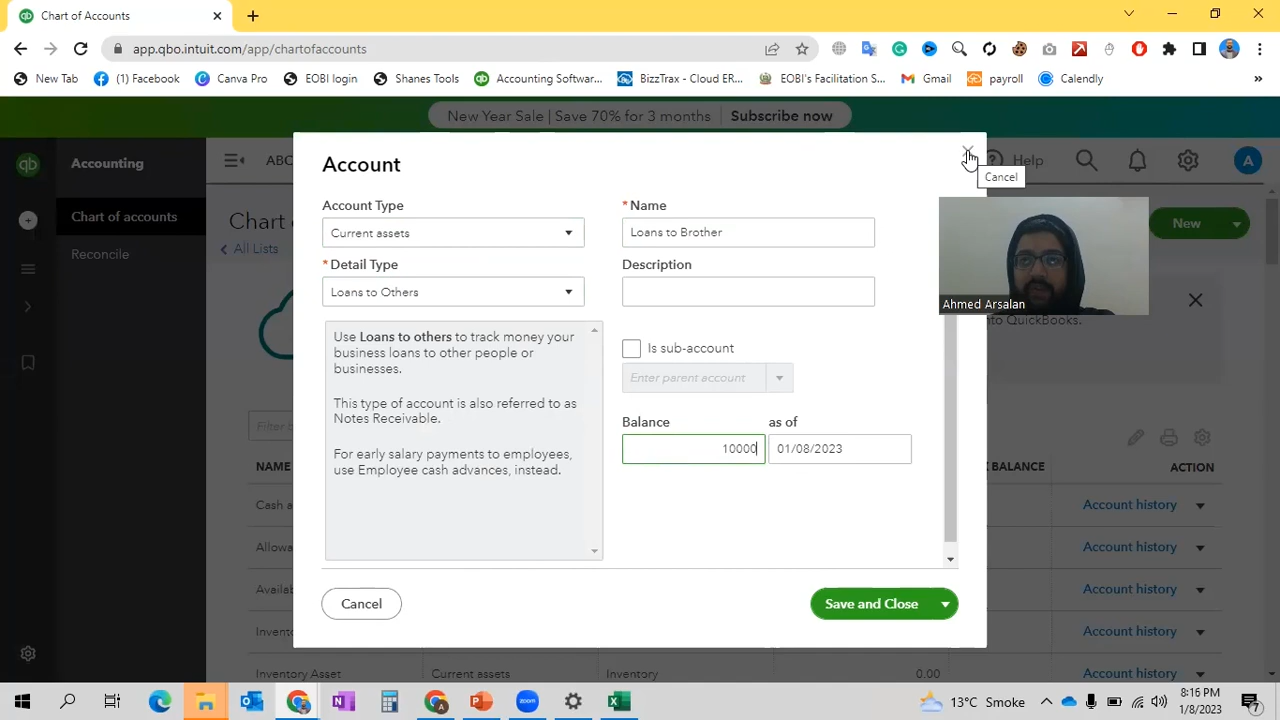 Chart of Accounts
app.qbo.intuit.com/app/chartofaccounts
New Tab
(1) Facebook
Canva Pro
EOBI login
Shanes Tools
Accounting Softwar...
BizzTrax - Cloud ER...
EOBI's Facilitation S...
Gmail
payroll
Calendly
»
New Year Sale | Save 70% for 3 months
Subscribe now
qb
Accounting
Chart of accounts
Reconcile
ABC
Help
A
Chart o
All Lists
New
nto QuickBooks.
Account
Cancel
Account Type
Current assets
* Detail Type
Loans to Others
Use Loans to others to track money your
business loans to other people or
businesses.
This type of account is also referred to as
Notes Receivable.
For early salary payments to employees,
use Employee cash advances, instead.
* Name
Loans to Brother
Description
Is sub-account
Enter parent account
Balance
as of
10000
01/08/2023
Cancel
Save and Close
Ahmed Arsalan
Filter b
NAME
BALANCE
ACTION
Cash a
Account history
Allowa
Account history
Availab
Account history
Invento
Account history
Inventory Asset
Current assets
Inventory
0.00
Account history
13°C Smoke
8:16 PM
1/8/2023
7